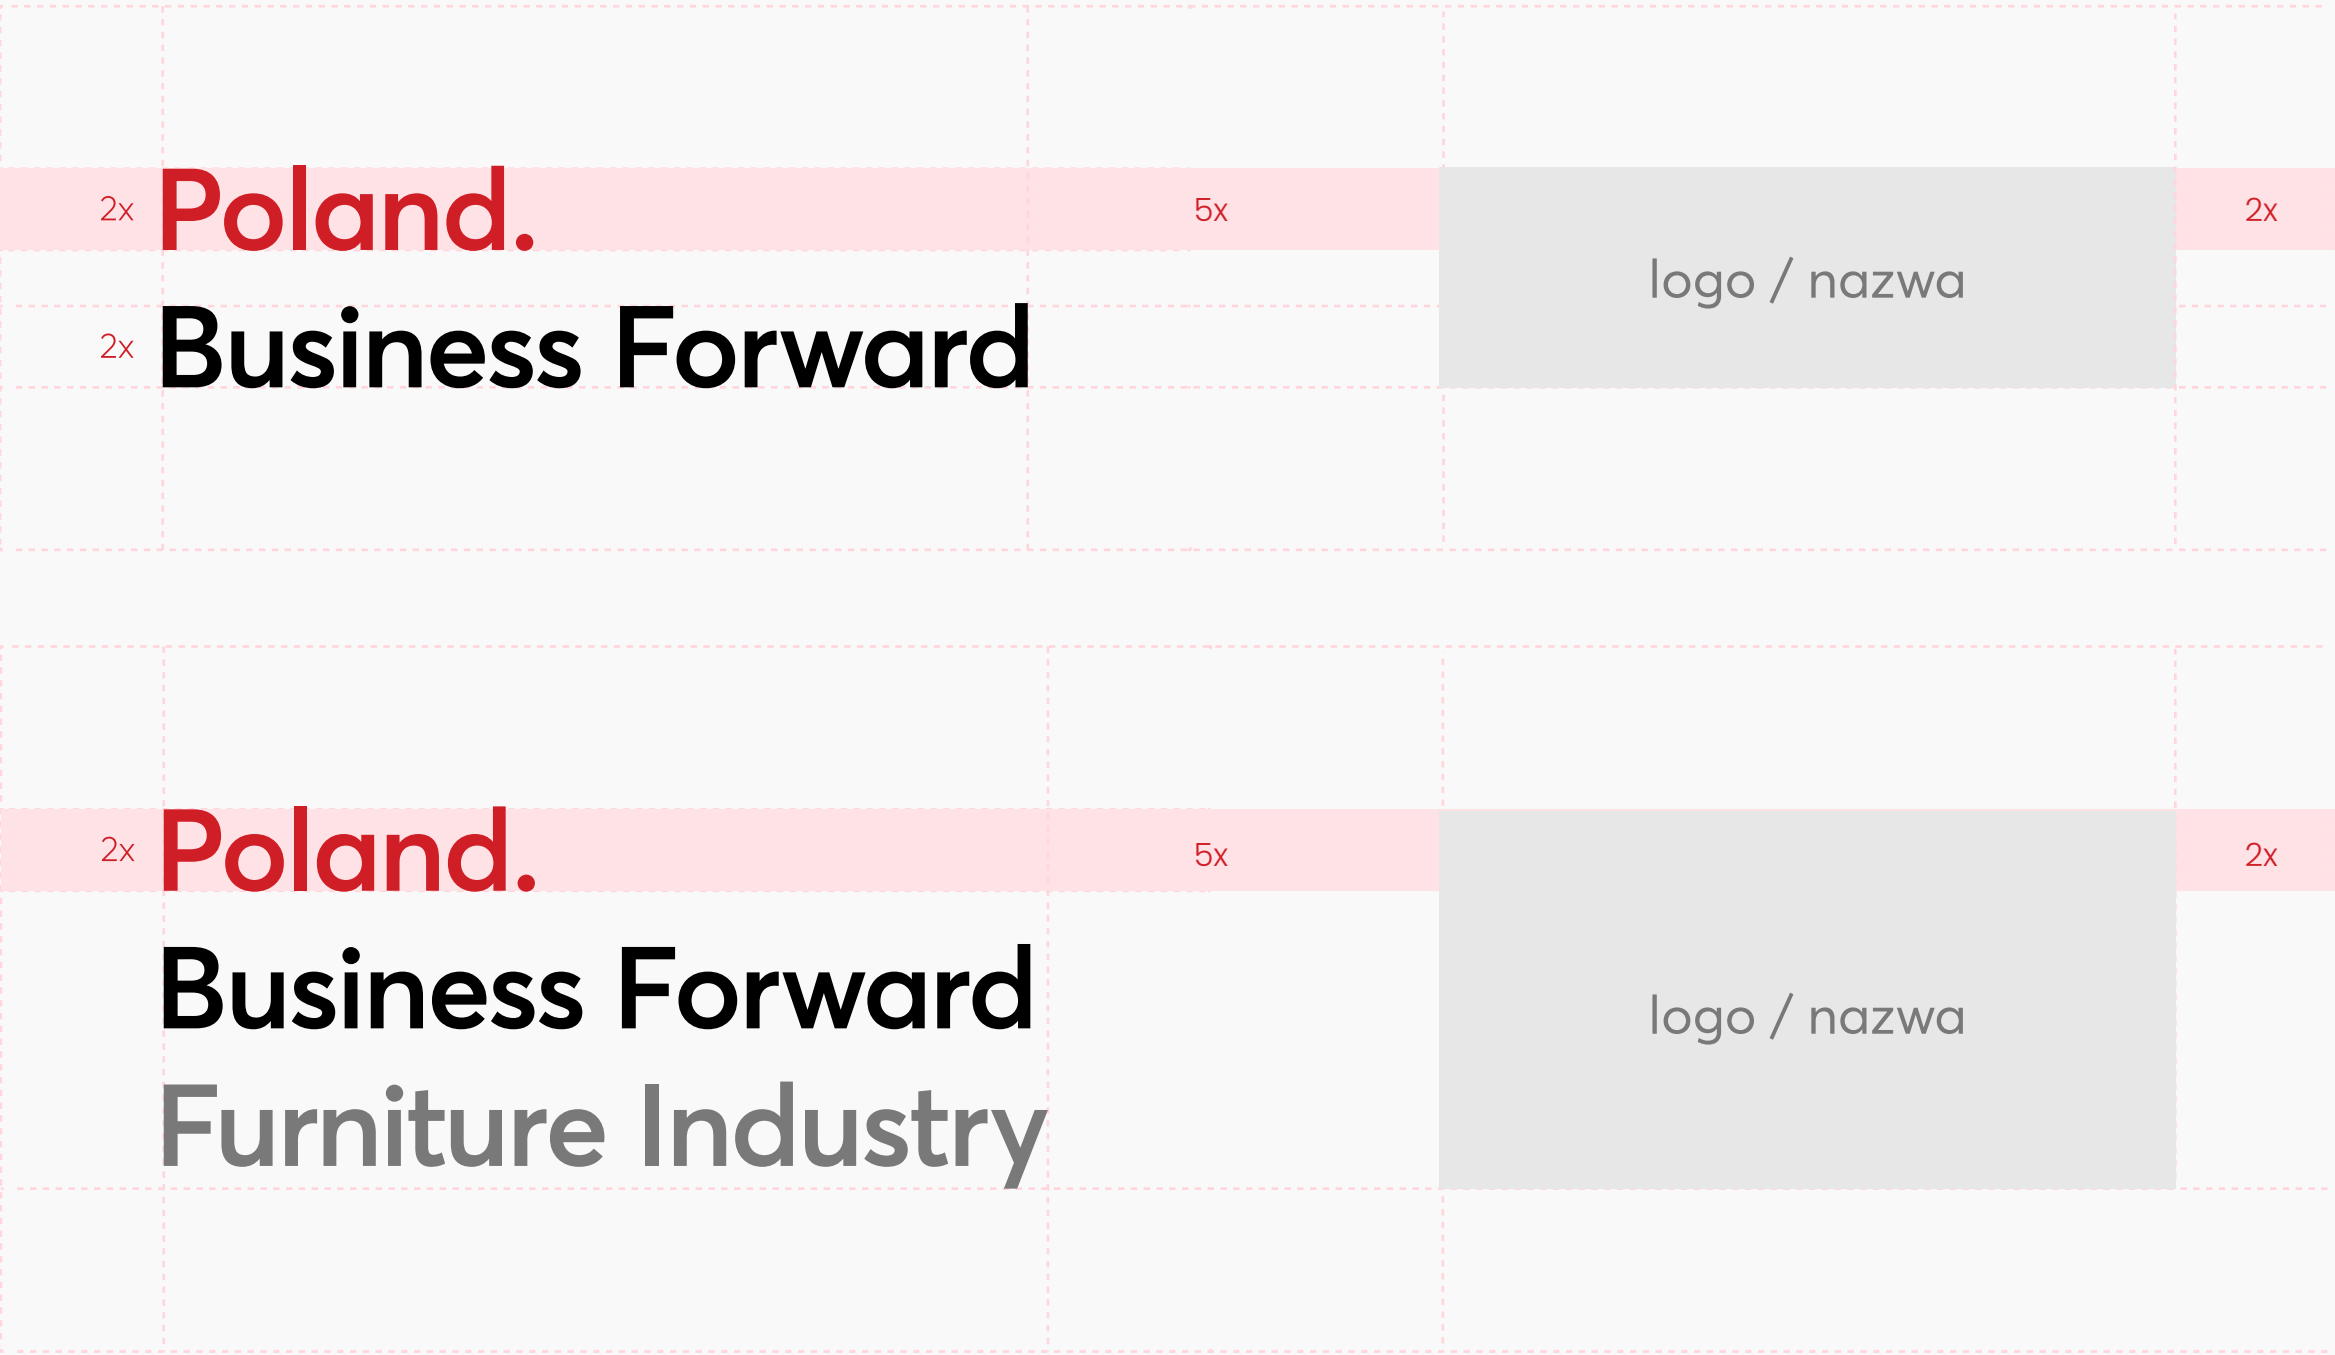 2x Poland. 5x 2x
logo / nazwa
2x Business Forward
2x Poland. 5x 2x
Business Forward
logo / nazwa
Furniture Industry